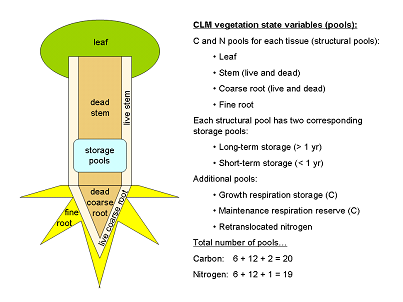 leaf
dead
stem
live stem
storage
pools
dead
coarse
root
live coarse root
fine
root
CLM vegetation state variables (pools):
C and N pools for each tissue (structural pools):
• Leaf
• Stem (live and dead)
• Coarse root (live and dead)
• Fine root
Each structural pool has two corresponding
storage pools:
• Long-term storage (> 1 yr)
• Short-term storage (< 1 yr)
Additional pools:
• Growth respiration storage (C)
• Maintenance respiration reserve (C)
• Retranslocated nitrogen
Total number of pools…
Carbon: 6 + 12 + 2 = 20
Nitrogen: 6 + 12 + 1 = 19